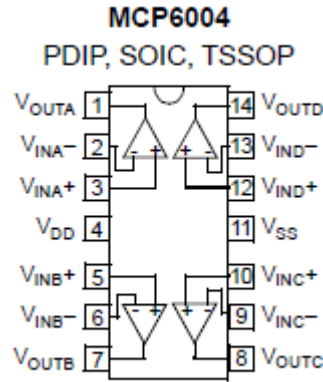 MCP6004
PDIP, SOIC, TSSOP
VOUTA 1 14 VOUTD
VINA– 2 - + + - 13 VIND–
VINA+ 3 12 VIND+
VDD 4 11 VSS
VINB+ 5 10 VINC+
VINB– 6 - + + - 9 VINC–
VOUTB 7 8 VOUTC